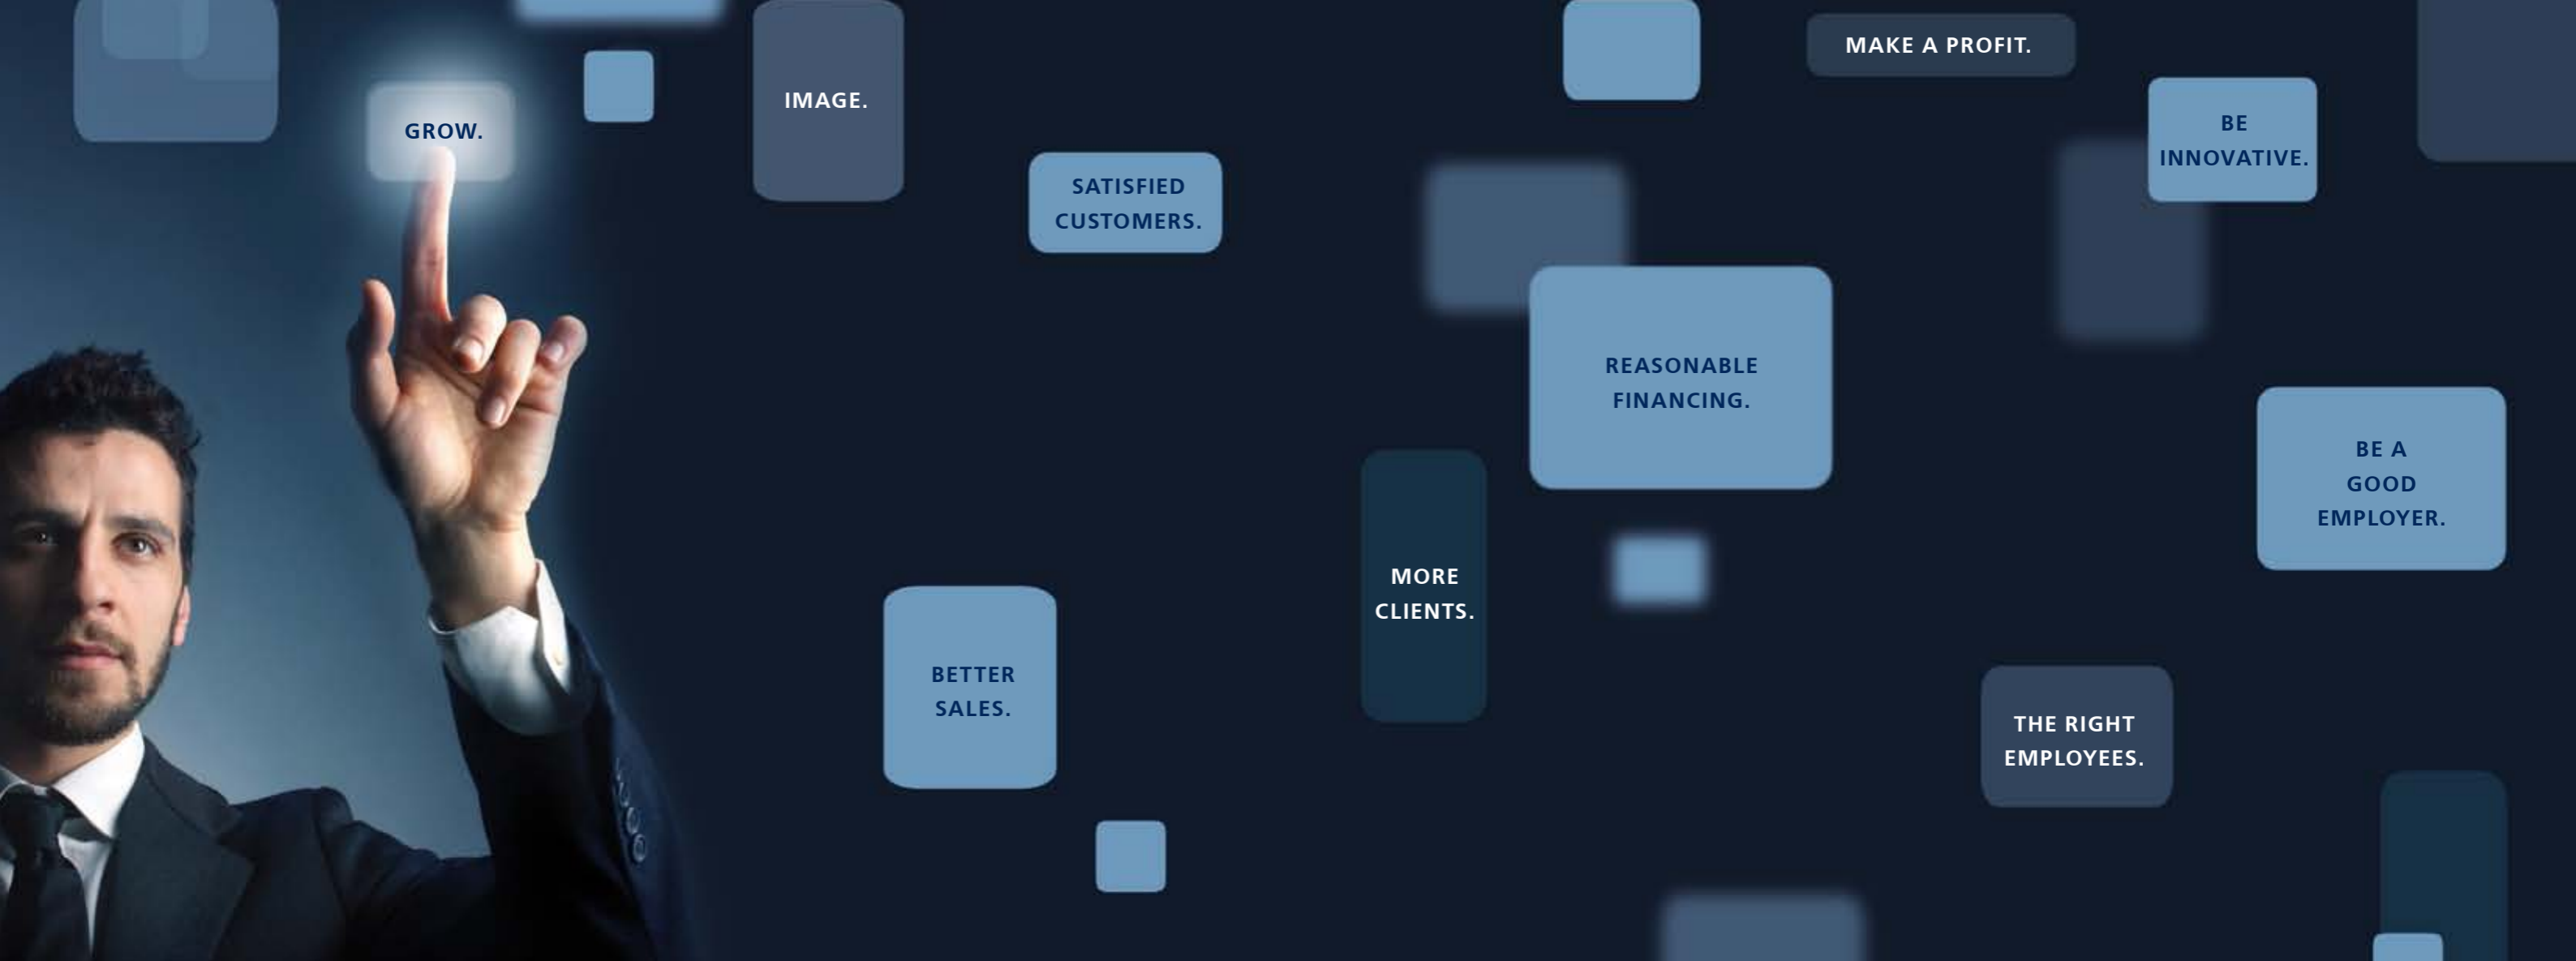 GROW.
IMAGE.
SATISFIED
CUSTOMERS.
MAKE A PROFIT.
BE
INNOVATIVE.
REASONABLE
FINANCING.
BE A
GOOD
EMPLOYER.
MORE
CLIENTS.
BETTER
SALES.
THE RIGHT
EMPLOYEES.